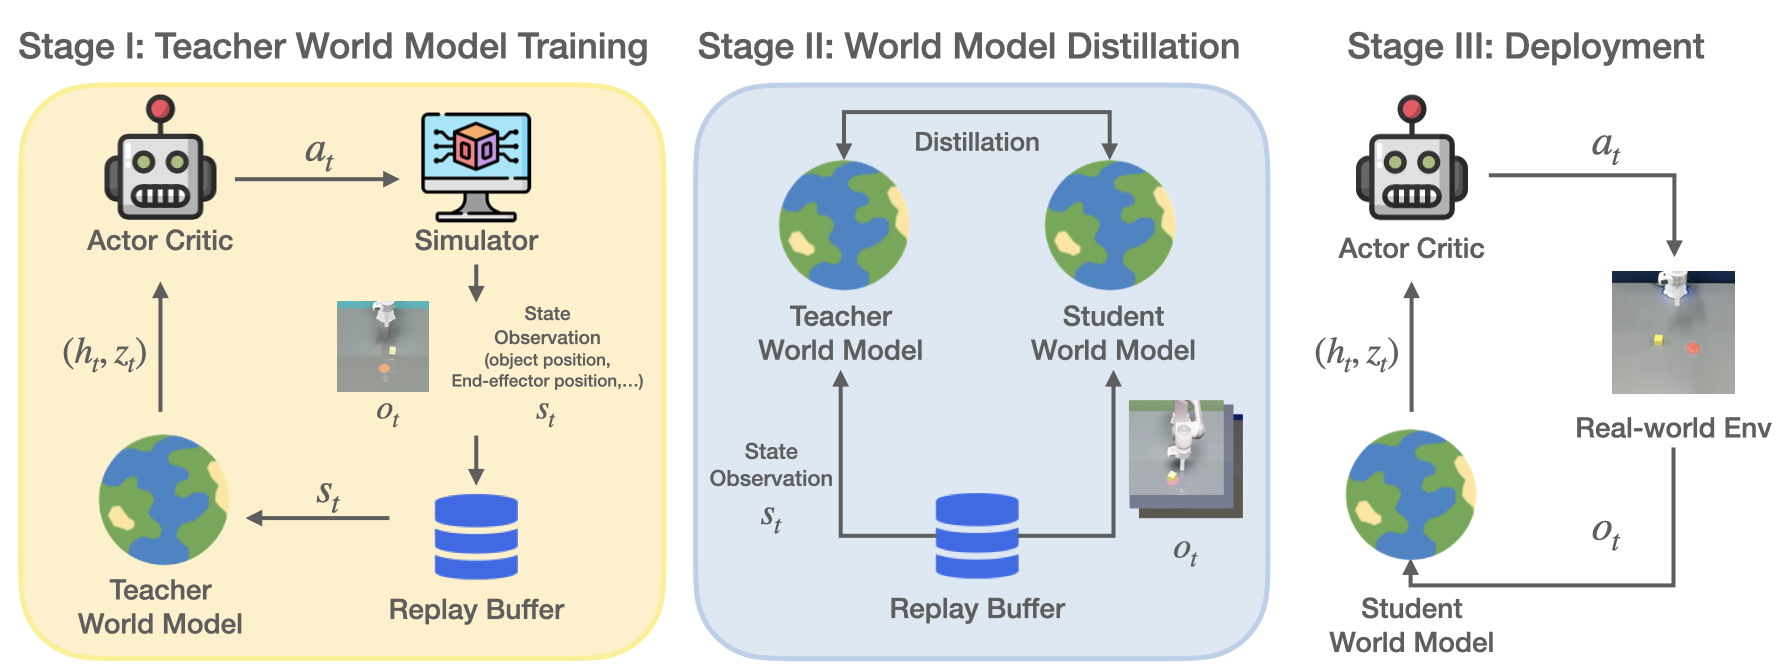 Stage I: Teacher World Model Training
Actor Critic
a_t
Simulator
State
Observation
(object position,
End-effector position,...)
s_t
o_t
(h_t, z_t)
s_t
Teacher
World Model
Replay Buffer
Stage II: World Model Distillation
Distillation
Teacher
World Model
Student
World Model
State
Observation
s_t
o_t
Replay Buffer
Stage III: Deployment
a_t
Actor Critic
(h_t, z_t)
Real-world Env
o_t
Student
World Model